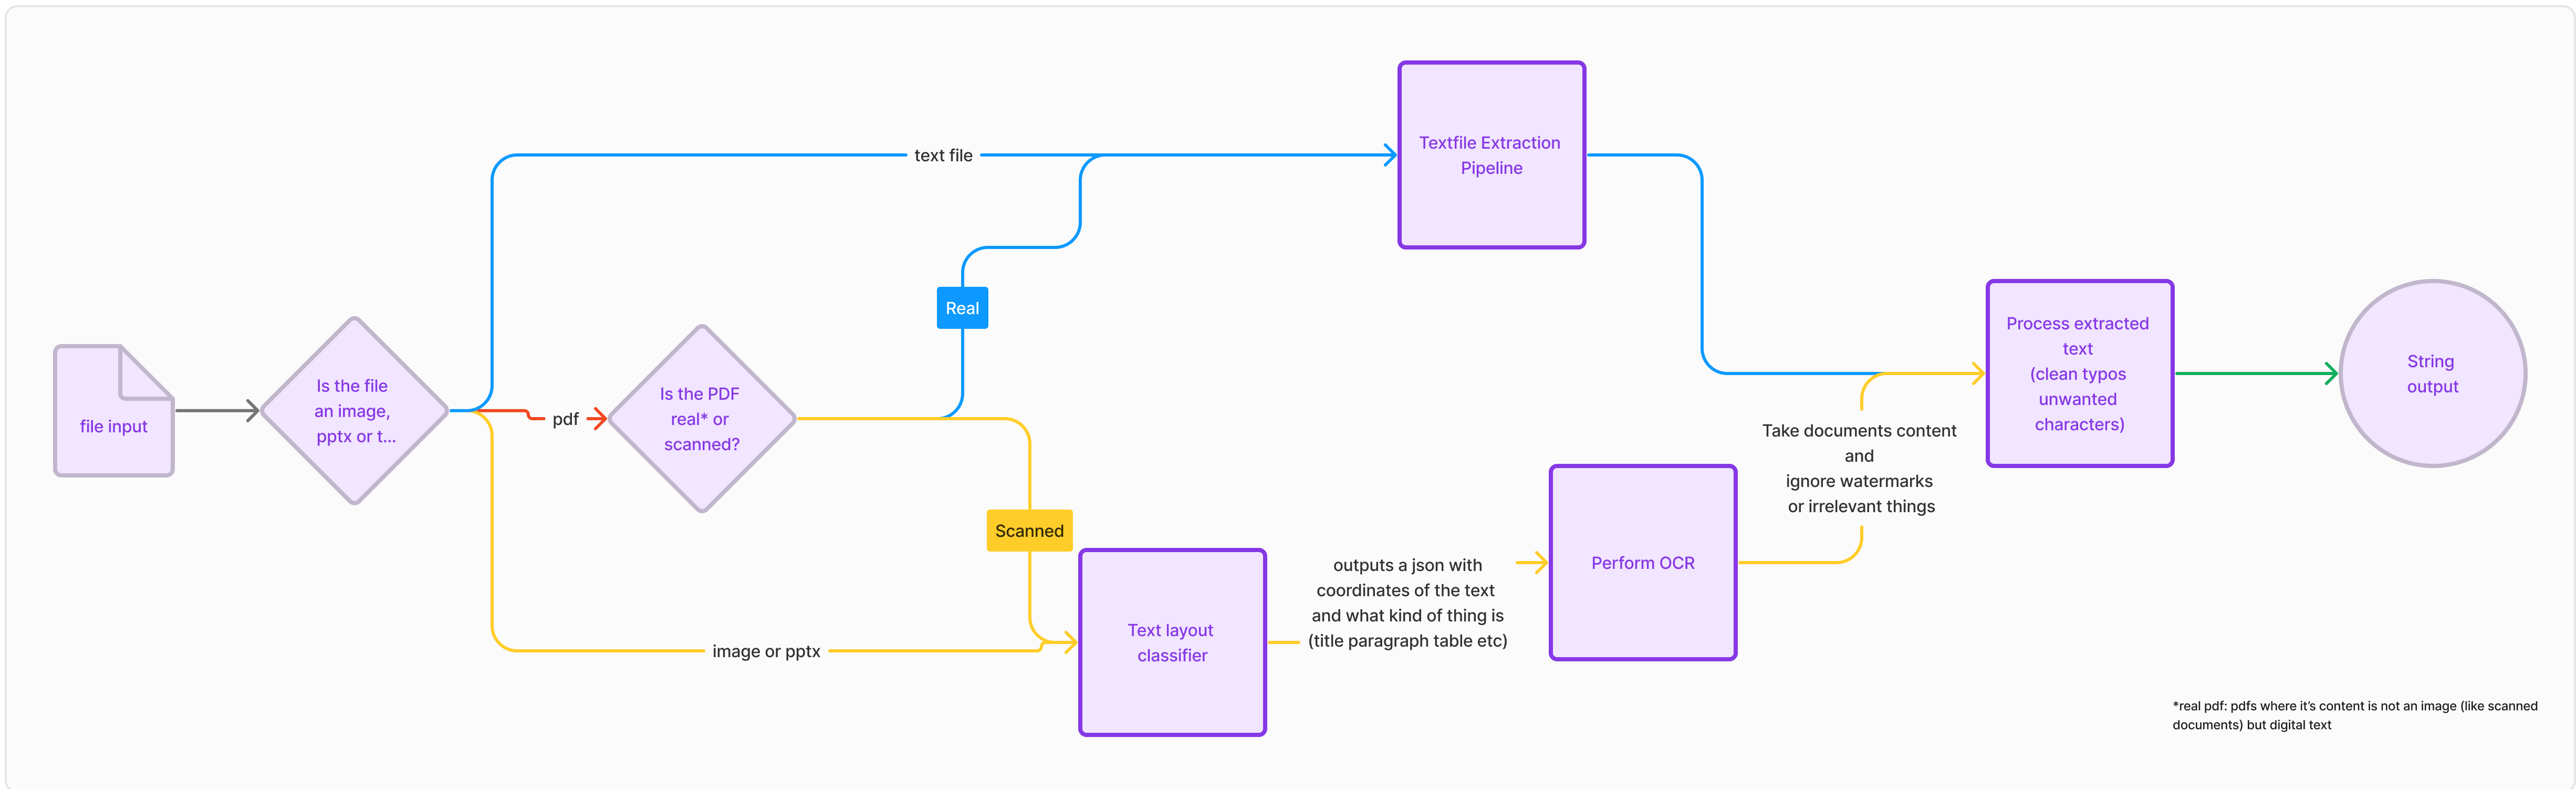 file input
Is the file
an image,
pptx or t...
text file
pdf
image or pptx
Is the PDF
real* or
scanned?
Real
Scanned
Textfile Extraction
Pipeline
Text layout
classifier
outputs a json with
coordinates of the text
and what kind of thing is
(title paragraph table etc)
Perform OCR
Take documents content
and
ignore watermarks
or irrelevant things
Process extracted
text
(clean typos
unwanted
characters)
String
output
*real pdf: pdfs where it's content is not an image (like scanned
documents) but digital text